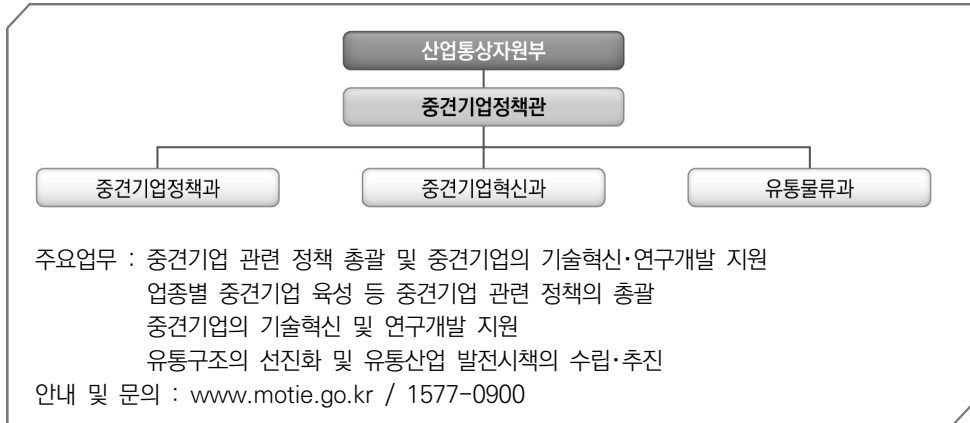 산업통상자원부
중견기업정책관
중견기업정책과 중견기업혁신과 유통물류과
주요업무 : 중견기업 관련 정책 총괄 및 중견기업의 기술혁신·연구개발 지원
업종별 중견기업 육성 등 중견기업 관련 정책의 총괄
중견기업의 기술혁신 및 연구개발 지원
유통구조의 선진화 및 유통산업 발전시책의 수립·추진
안내 및 문의 : www.motie.go.kr / 1577-0900